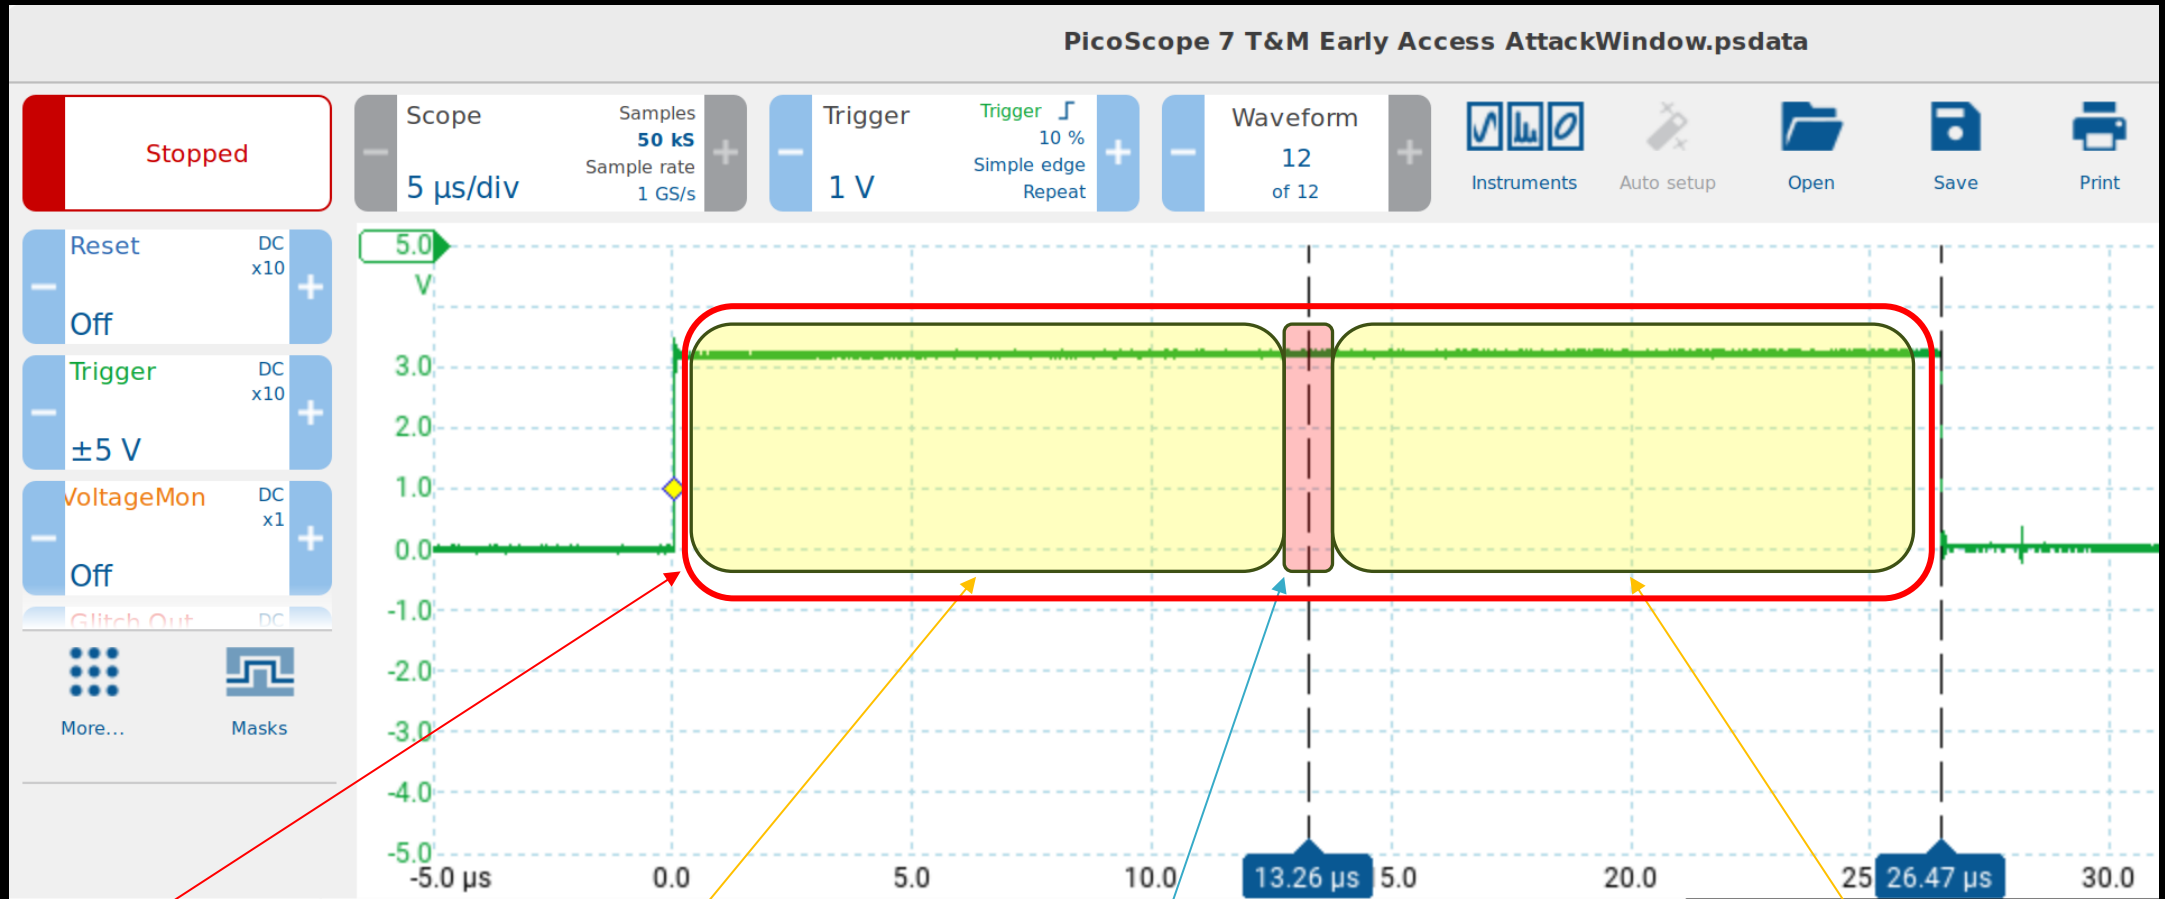 PicoScope 7 T&M Early Access AttackWindow.psdata
Stopped
Scope
Samples
50 kS
Sample rate
5 µs/div
1 GS/s
Trigger
Trigger
10 %
Simple edge
1 V
Repeat
Waveform
12
of 12
Instruments
Auto setup
Open
Save
Print
Reset
DC
x10
Off
Trigger
DC
x10
±5 V
VoltageMon
DC
x1
Off
Glitch Out
DC
More...
Masks
5.0
V
3.0
2.0
1.0
0.0
-1.0
-2.0
-3.0
-4.0
-5.0
-5.0 µs
0.0
5.0
10.0
13.26 µs
5.0
20.0
25
26.47 µs
30.0